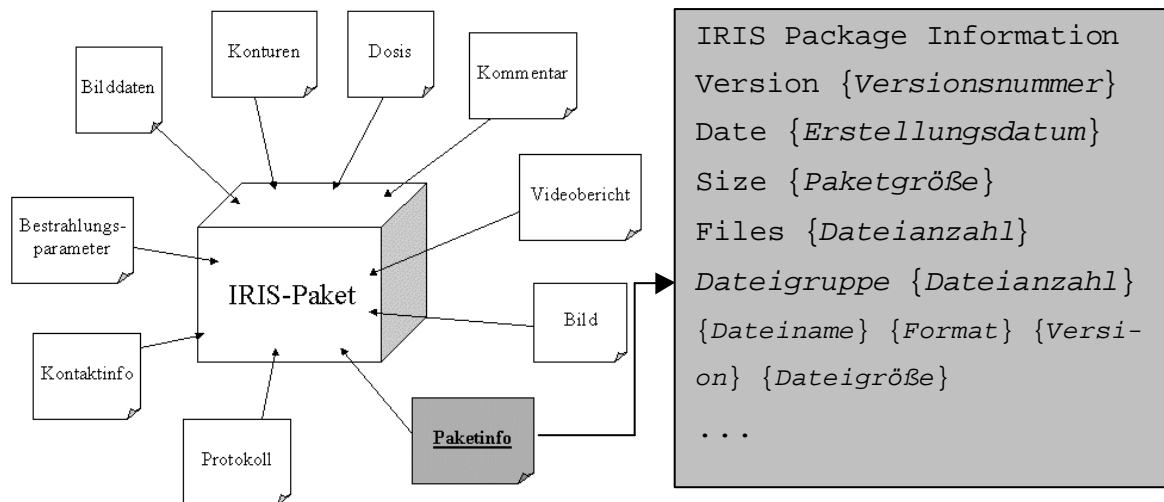 Konturen
Dosis
Bilddaten
Kommentar
Videobericht
Bestrahlungs-
parameter
IRIS-Paket
Bild
Kontaktinfo
Protokoll
Paketinfo
IRIS Package Information
Version {Versionsnummer}
Date {Erstellungsdatum}
Size {Paketgröße}
Files {Dateianzahl}
Dateigruppe {Dateianzahl}
{Dateiname} {Format} {Versi-
on} {Dateigröße}
...